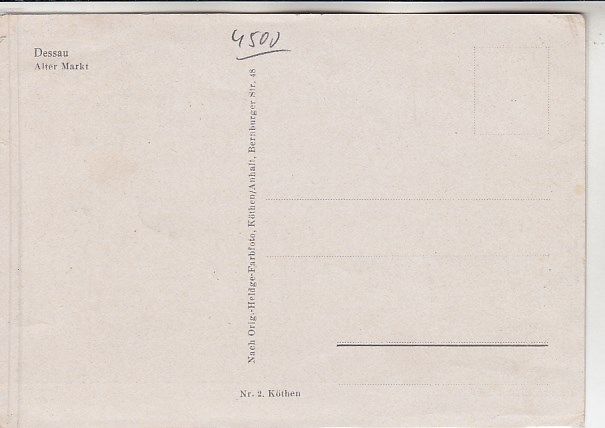 4500
Dessau
Alter Markt
Nach Orig.-Heldge-Farbfoto, Köthen/Anhalt, Bernburger Str. 48
Nr. 2, Köthen